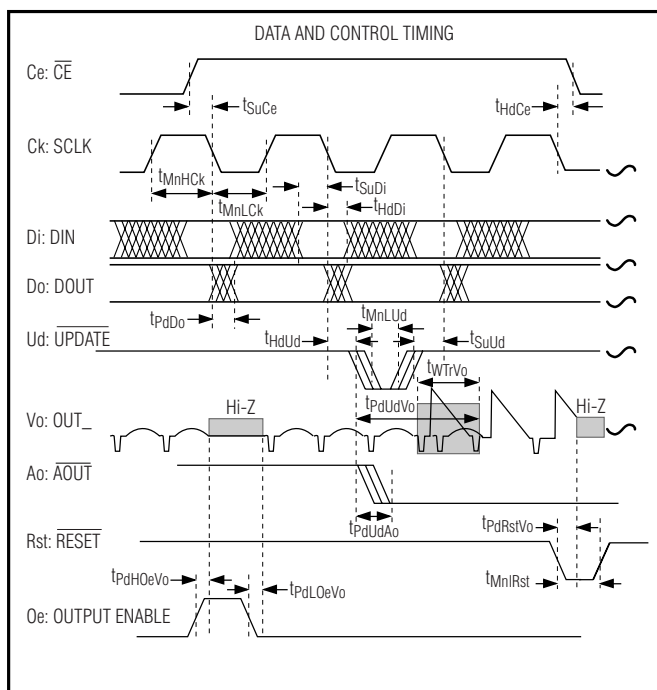 DATA AND CONTROL TIMING
Ce: CE
tSuCe
tHdCe
Ck: SCLK
tMnHCk
tMnLCk
tSuDi
tHdDi
Di: DIN
Do: DOUT
tPdDo
tMnLUd
Ud: UPDATE
tHdUd
tSuUd
tWTrVo
tPdUdVo
Hi-Z
Hi-Z
Vo: OUT_
Ao: AOUT
tPdUdAo
tPdRstVo
Rst: RESET
tMnlRst
tPdHOeVo
tPdLOeVo
Oe: OUTPUT ENABLE